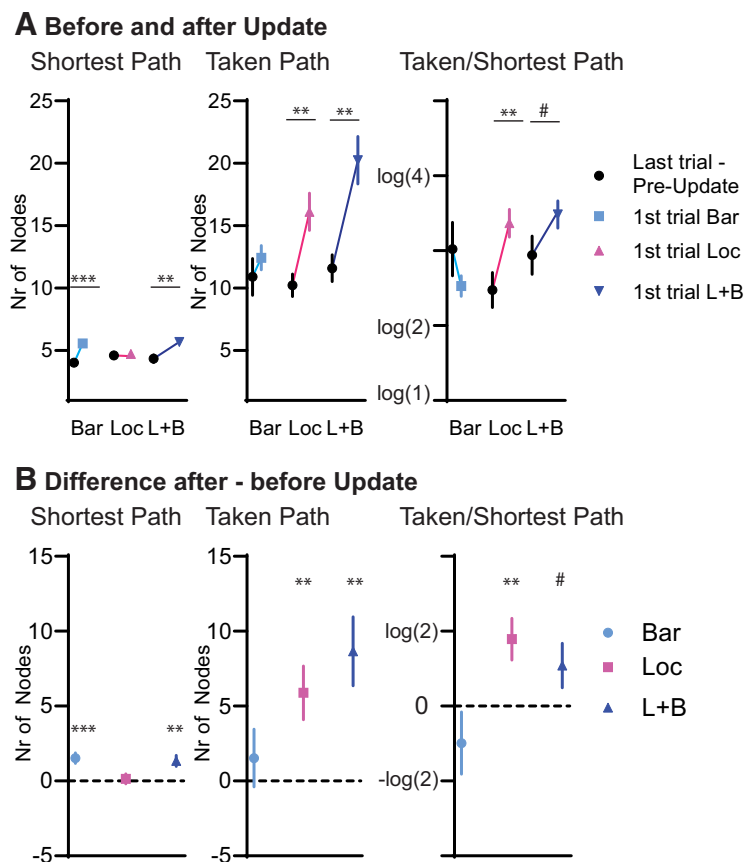 A Before and after Update
Shortest Path
Taken Path
Taken/Shortest Path
Nr of Nodes
25
20
15
10
5
***
**
Bar Loc L+B
Nr of Nodes
25
20
15
10
5
**
**
Bar Loc L+B
log(4)
log(2)
log(1)
**
#
Bar Loc L+B
Last trial -
Pre-Update
1st trial Bar
1st trial Loc
1st trial L+B
B Difference after - before Update
Shortest Path
Taken Path
Taken/Shortest Path
Nr of Nodes
15
10
5
0
-5
***
**
Nr of Nodes
15
10
5
0
-5
**
**
log(2)
0
-log(2)
**
#
Bar
Loc
L+B